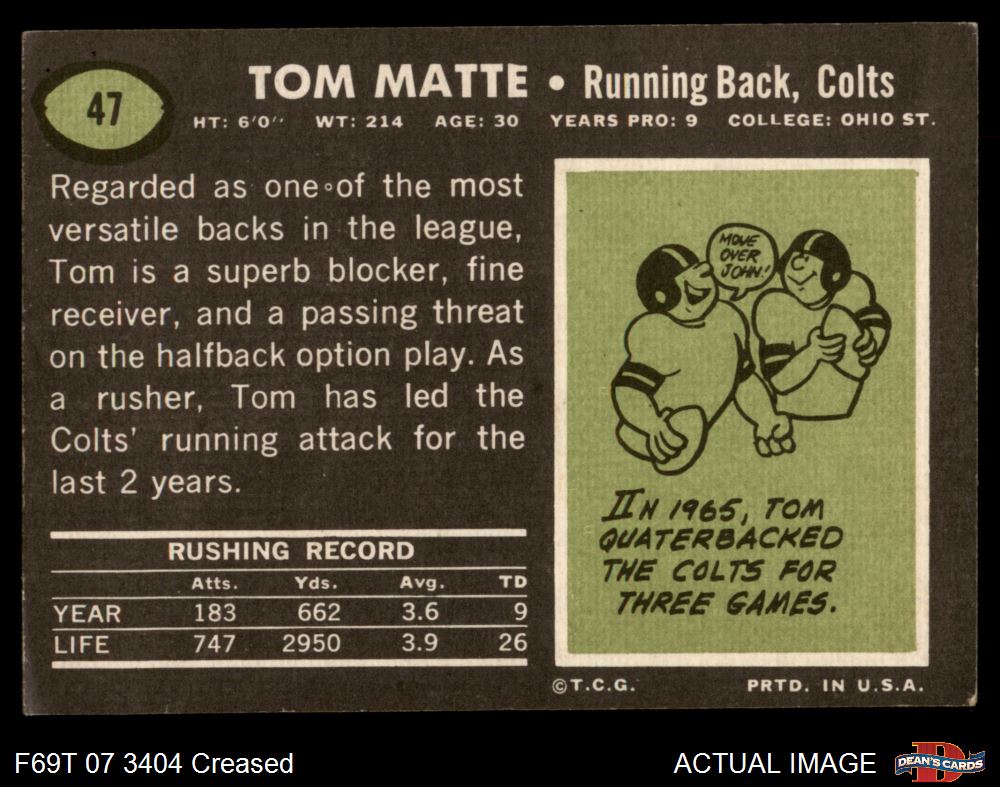 47
TOM MATTE • Running Back, Colts
HT: 6'0" WT: 214 AGE: 30 YEARS PRO: 9 COLLEGE: OHIO ST.
Regarded as one of the most
versatile backs in the league,
Tom is a superb blocker, fine
receiver, and a passing threat
on the halfback option play. As
a rusher, Tom has led the
Colts' running attack for the
last 2 years.
RUSHING RECORD
Atts. Yds. Avg. TD
YEAR 183 662 3.6 9
LIFE 747 2950 3.9 26
MOVE
OVER
JOHN!
IN 1965, TOM
QUATERBACKED
THE COLTS FOR
THREE GAMES.
©T.C.G. PRTD. IN U.S.A.
F69T 07 3404 Creased
ACTUAL IMAGE
D
DEAN'S CARDS